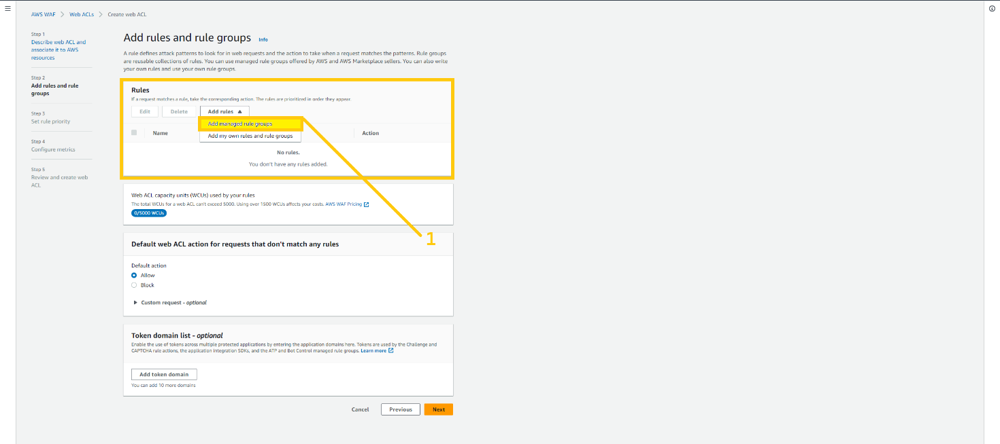 AWS WAF > Web ACLs > Create web ACL
Step 1
Describe web ACL and
associate it to AWS
resources
Step 2
Add rules and rule
groups
Step 3
Set rule priority
Step 4
Configure metrics
Step 5
Review and create web
ACL
Add rules and rule groups Info
A rule defines attack patterns to look for in web requests and the action to take when a request matches the patterns. Rule groups
are reusable collections of rules. You can use managed rule groups offered by AWS and AWS Marketplace sellers. You can also write
your own rules and use your own rule groups.
Rules
If a request matches a rule, take the corresponding action. The rules are prioritized in order they appear.
Edit Delete Add rules
Add managed rule groups
Name Action
Add my own rules and rule groups
No rules.
You don't have any rules added.
Web ACL capacity units (WCUs) used by your rules
The total WCUs for a web ACL can't exceed 5000. Using over 1500 WCUs affects your costs. AWS WAF Pricing
0/5000 WCUs
1
Default web ACL action for requests that don't match any rules
Default action
Allow
Block
Custom request - optional
Token domain list - optional
Enable the use of tokens across multiple protected applications by entering the application domains here. Tokens are used by the Challenge and
CAPTCHA rule actions, the application integration SDKs, and the ATP and Bot Control managed rule groups. Learn more
Add token domain
You can add 10 more domains
Cancel Previous Next